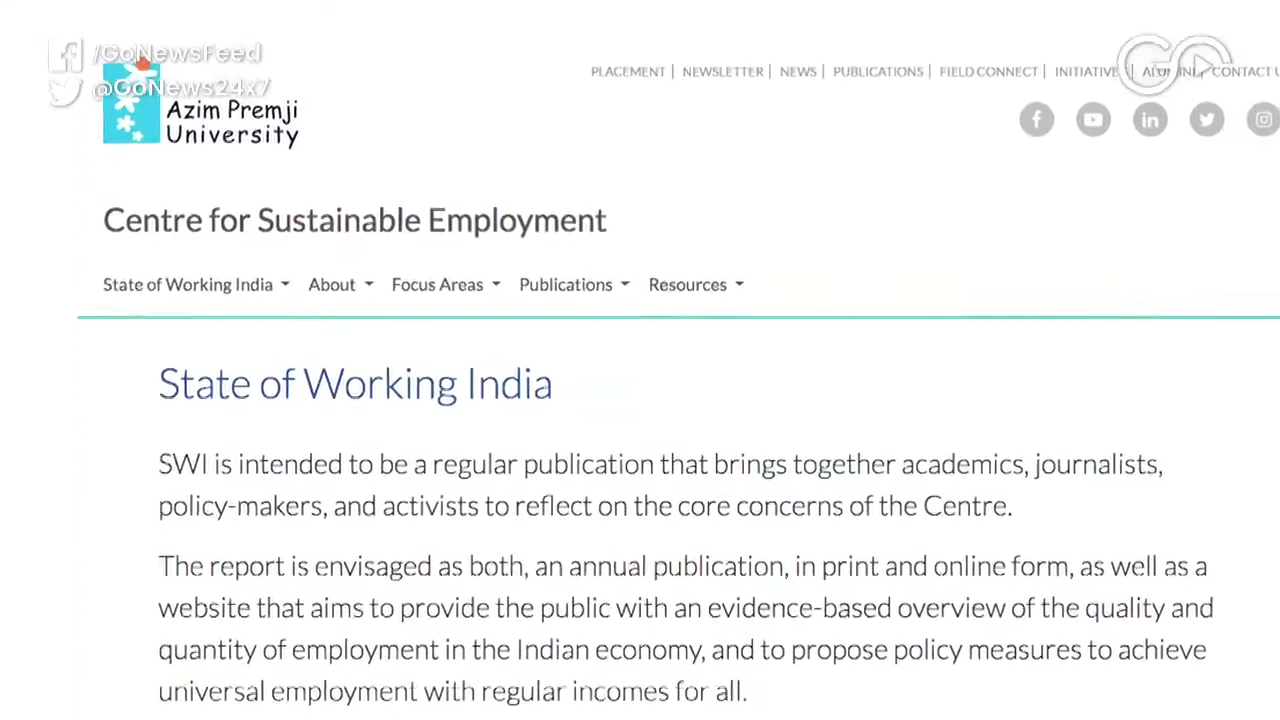 /GoNewsFeed
@GoNews24x7
GO
Azim Premji
University
PLACEMENT | NEWSLETTER | NEWS | PUBLICATIONS | FIELD CONNECT | INITIATIVE | ALUMNI | CONTACT U
Centre for Sustainable Employment
State of Working India About Focus Areas Publications Resources
State of Working India
SWI is intended to be a regular publication that brings together academics, journalists,
policy-makers, and activists to reflect on the core concerns of the Centre.
The report is envisaged as both, an annual publication, in print and online form, as well as a
website that aims to provide the public with an evidence-based overview of the quality and
quantity of employment in the Indian economy, and to propose policy measures to achieve
universal employment with regular incomes for all.